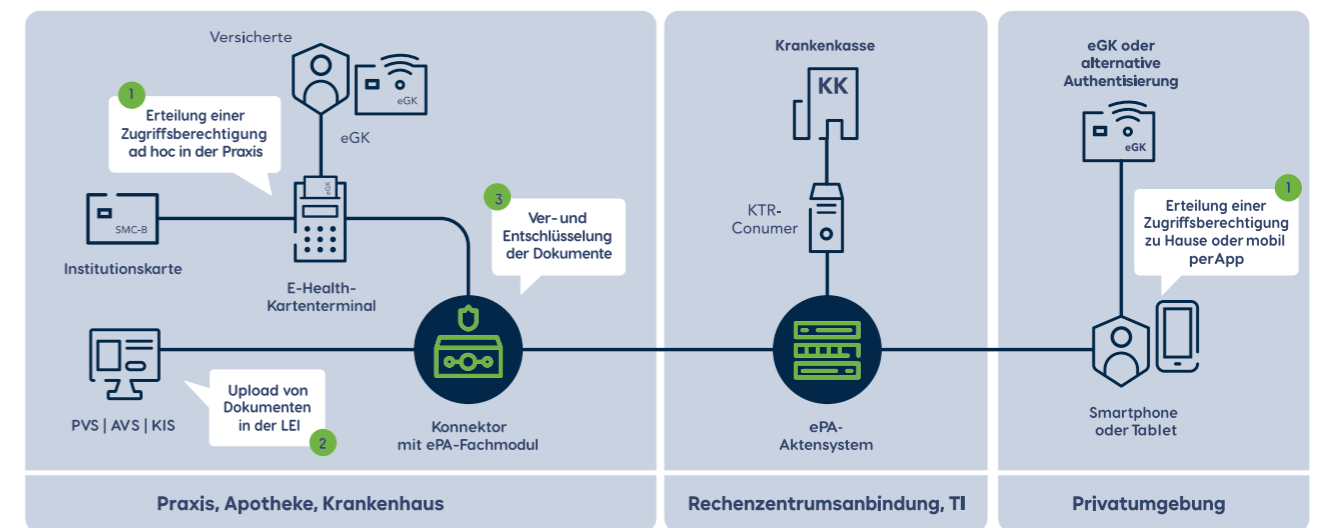 Versicherte
eGK
1
Erteilung einer
Zugriffsberechtigung
ad hoc in der Praxis
eGK
eGK
SMC-B
Institutionskarte
E-Health-
Kartenterminal
3
Ver- und
Entschlüsselung
der Dokumente
PVS | AVS | KIS
Upload von
Dokumenten
in der LEI
2
Konnektor
mit ePA-Fachmodul
Praxis, Apotheke, Krankenhaus
Krankenkasse
KK
KTR-
Conumer
ePA-
Aktensystem
Rechenzentrumsanbindung, TI
eGK oder
alternative
Authentisierung
eGK
1
Erteilung einer
Zugriffsberechtigung
zu Hause oder mobil
perApp
Smartphone
oder Tablet
Privatumgebung